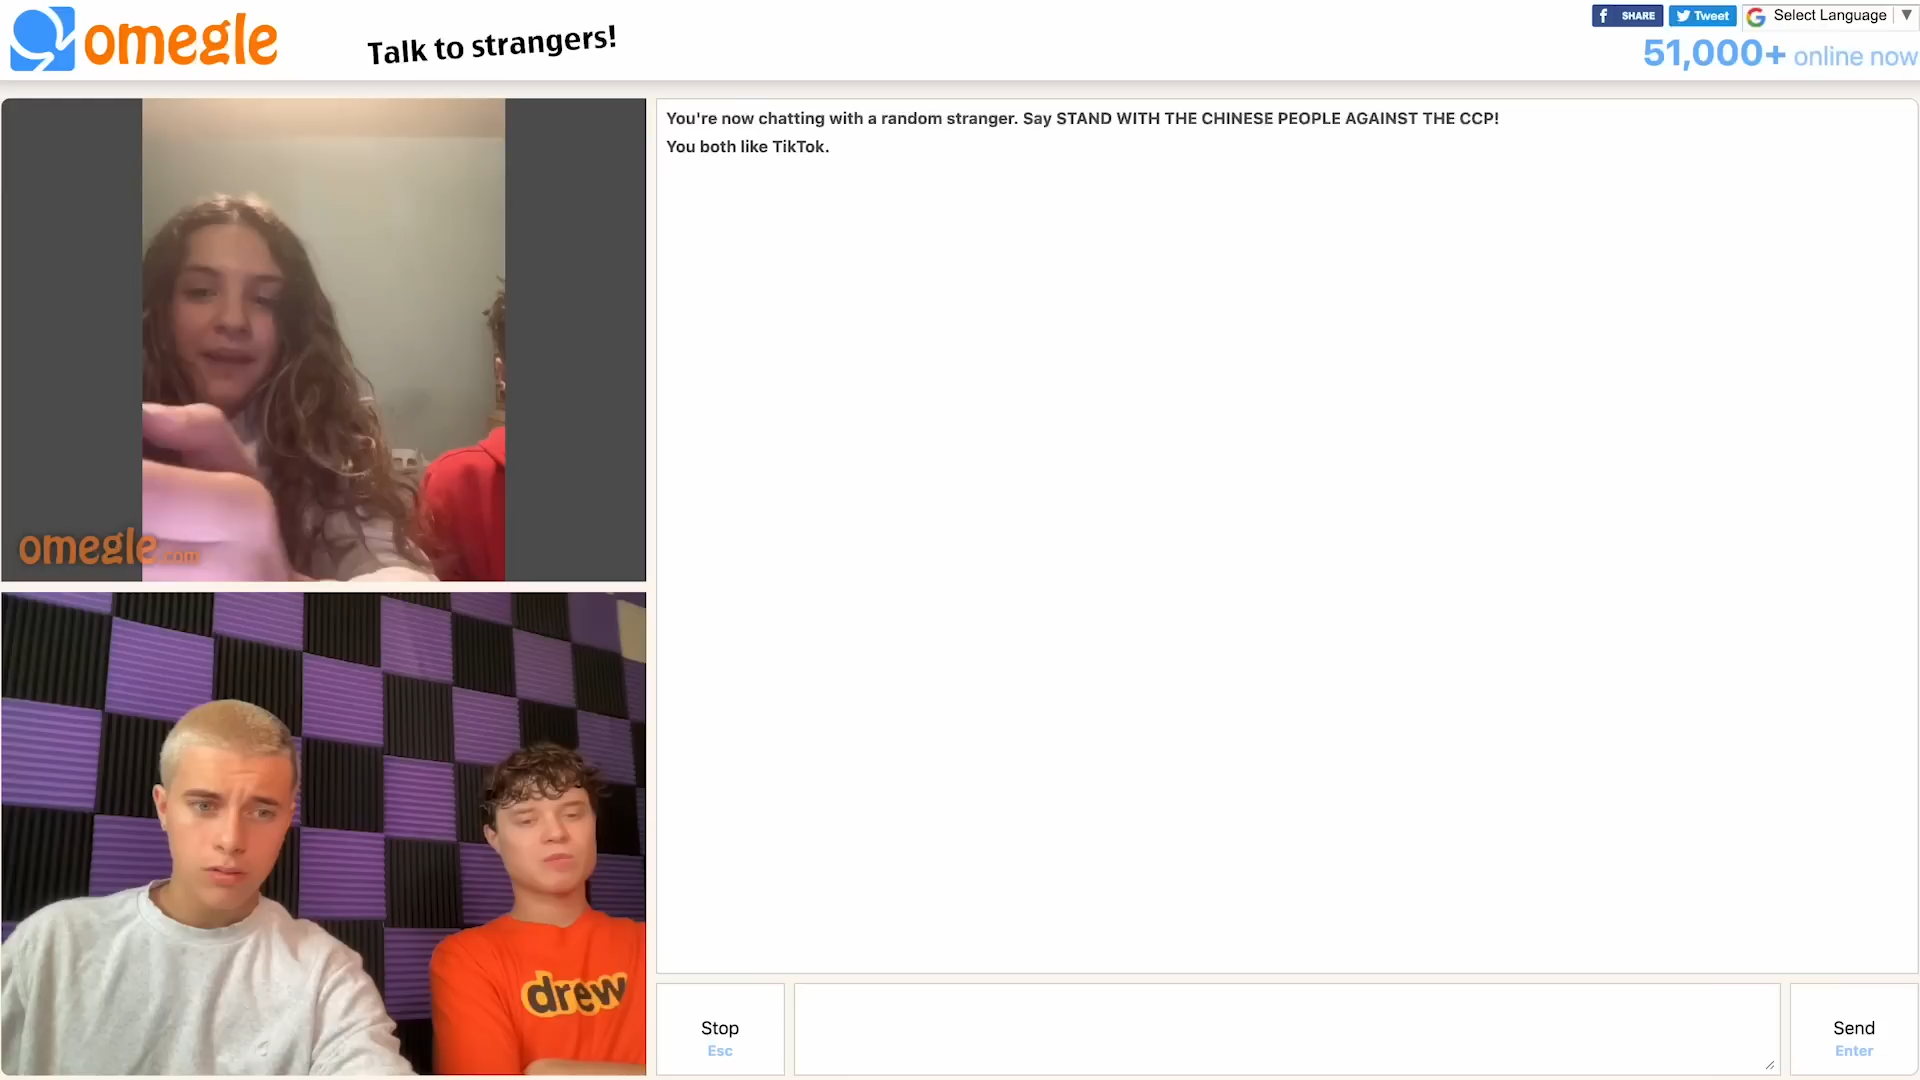 omegle
Talk to strangers!
SHARE
Tweet
Select Language
51,000+ online now
You're now chatting with a random stranger. Say STAND WITH THE CHINESE PEOPLE AGAINST THE CCP!
You both like TikTok.
omegle.com
drew
Stop
Esc
Send
Enter